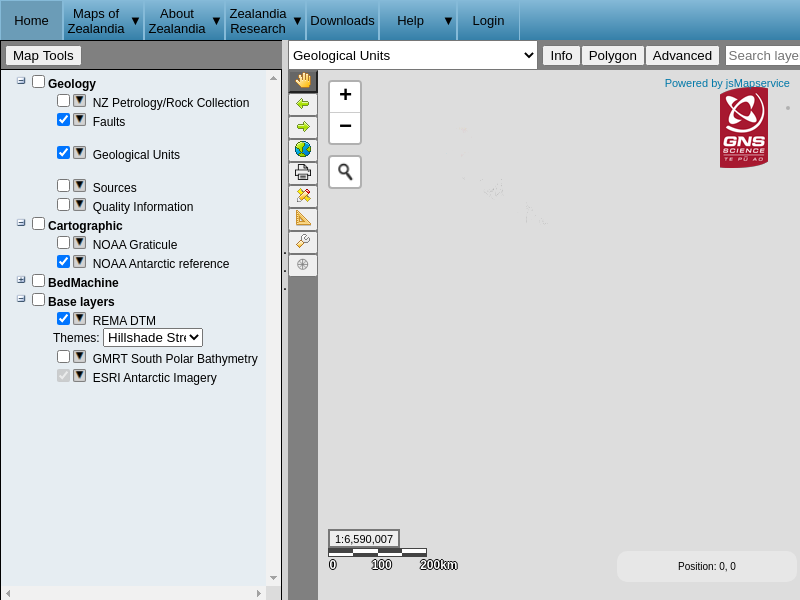 Home
Maps of Zealandia ▼
About Zealandia ▼
Zealandia Research ▼
Downloads
Help ▼
Login
Map Tools
Geological Units
Info
Polygon
Advanced
Search laye
Geology
NZ Petrology/Rock Collection
Faults
Geological Units
Sources
Quality Information
Cartographic
NOAA Graticule
NOAA Antarctic reference
BedMachine
Base layers
REMA DTM
Themes: Hillshade Stre
GMRT South Polar Bathymetry
ESRI Antarctic Imagery
+
−
Powered by jsMapservice
GNS
SCIENCE
TE PŪ AO
1:6,590,007
0 100 200km
Position: 0, 0